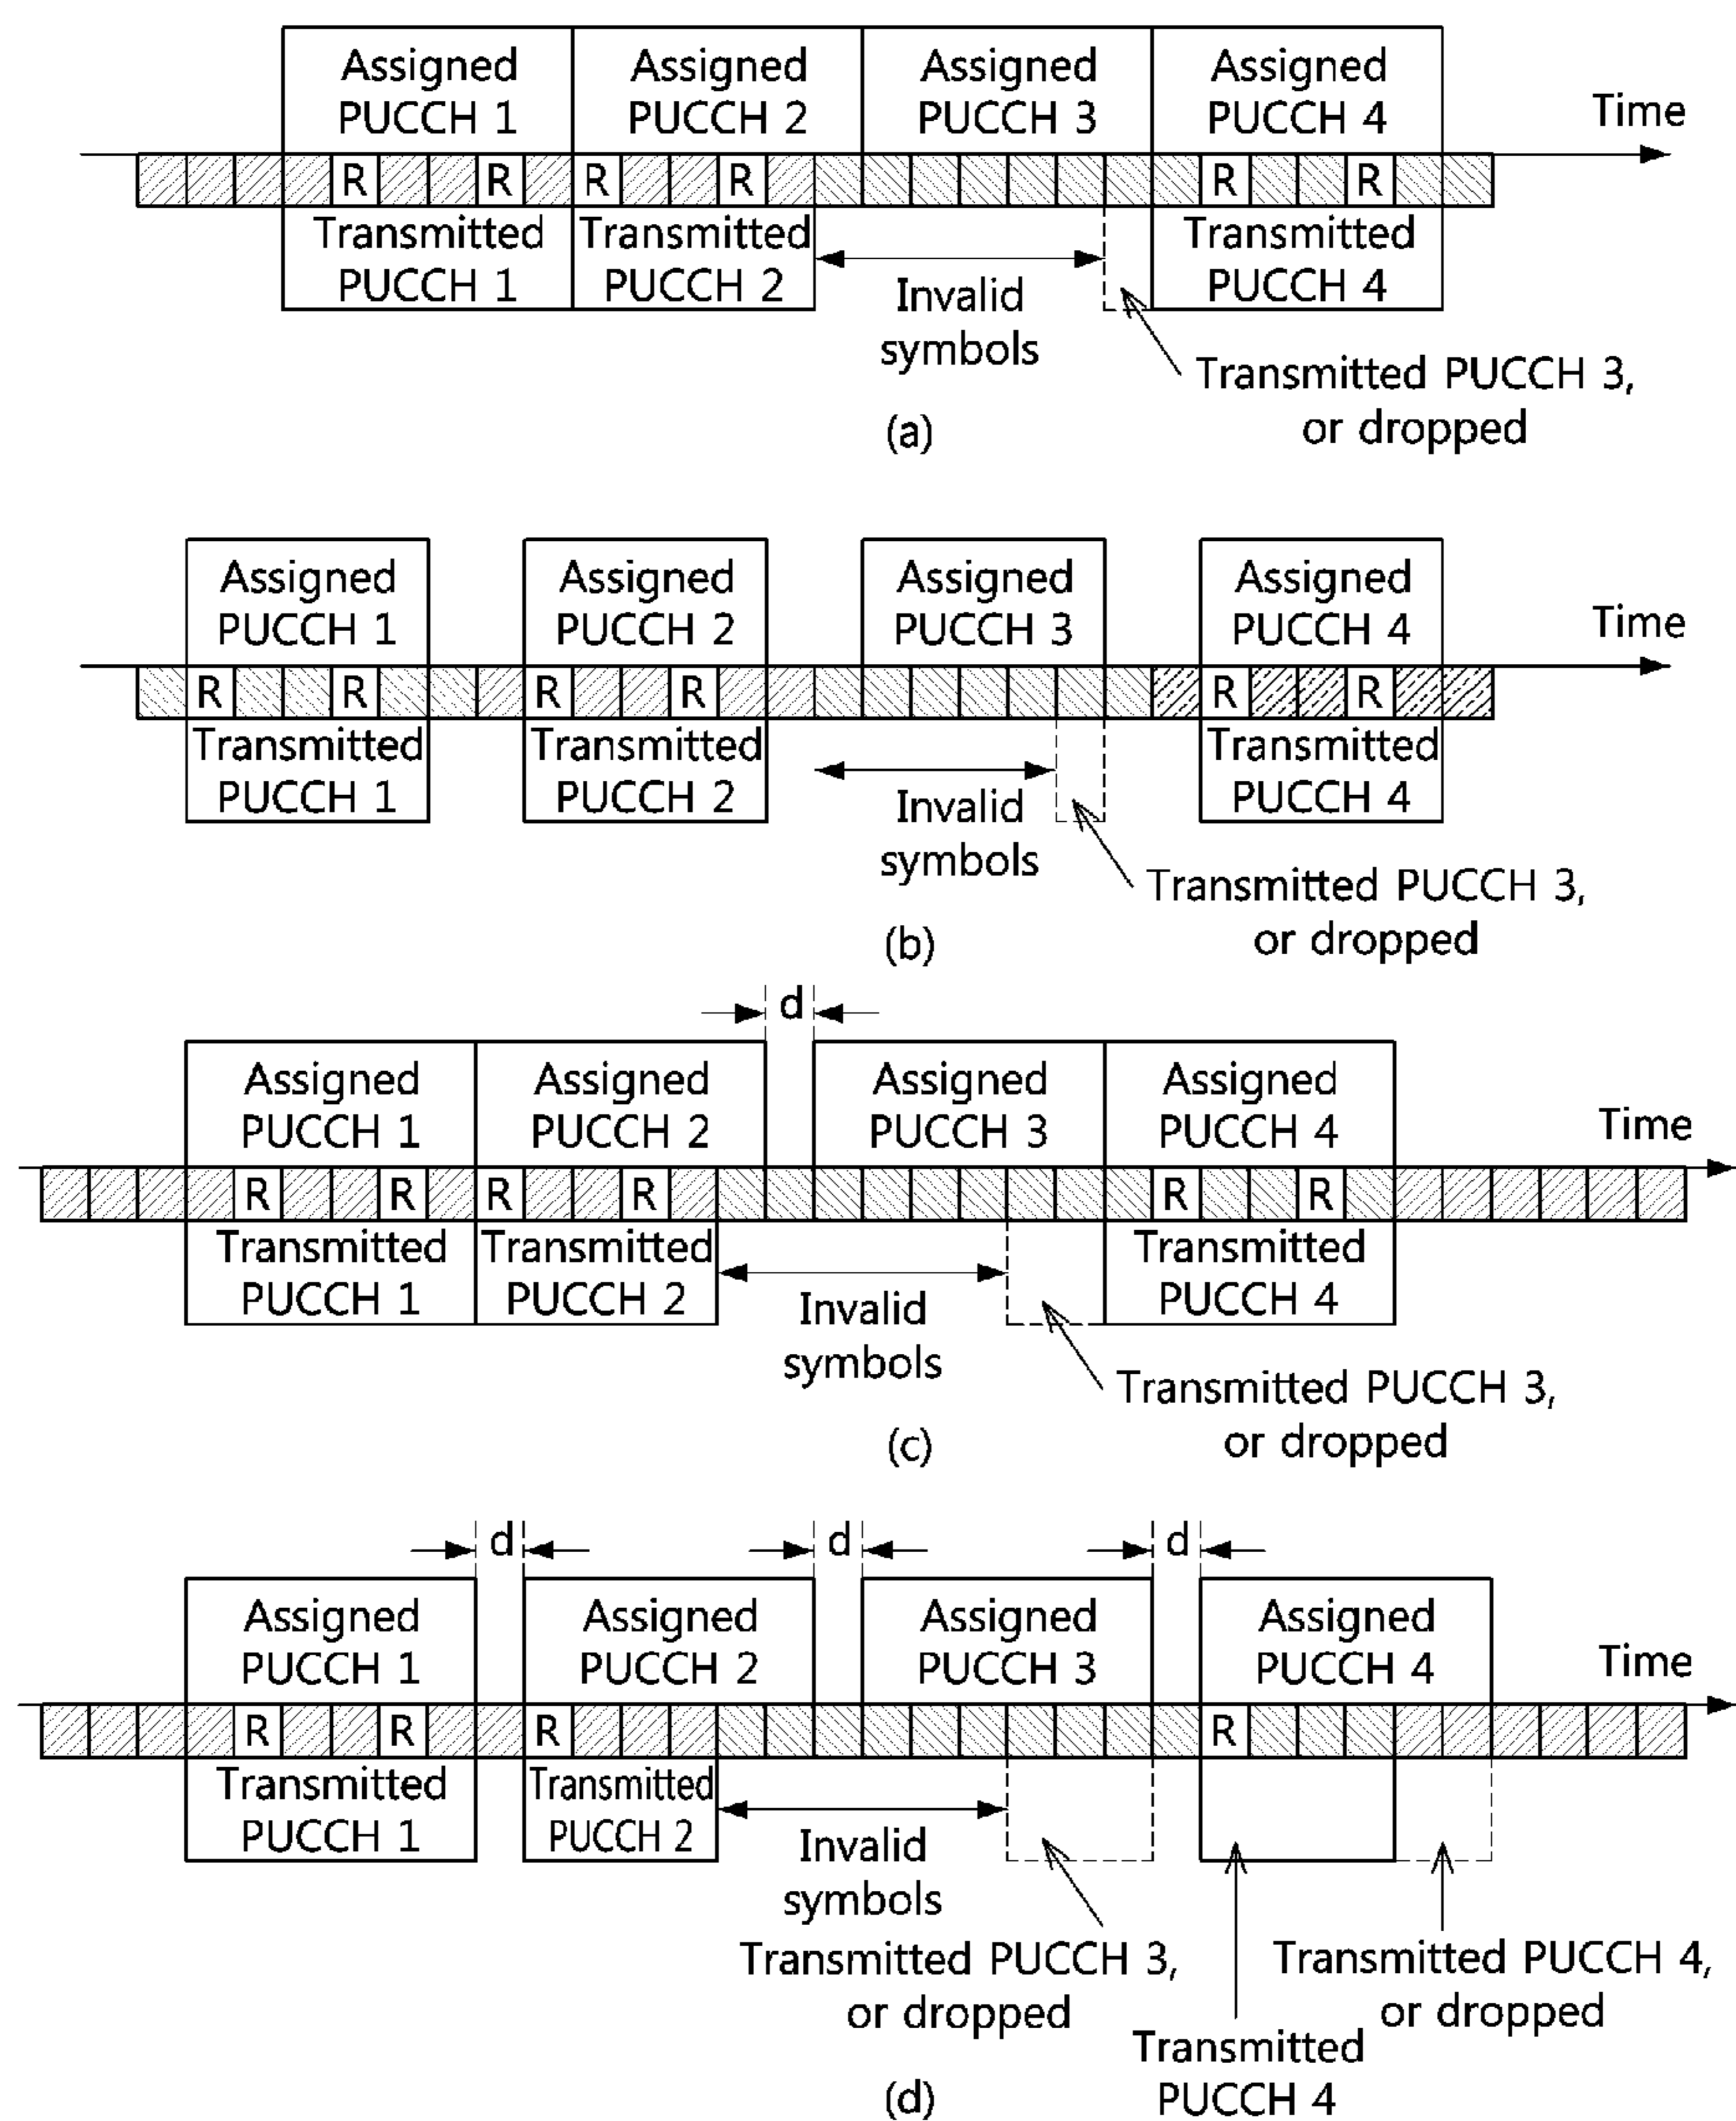 Assigned PUCCH 1
Assigned PUCCH 2
Assigned PUCCH 3
Assigned PUCCH 4
Time
R R R R R R
Transmitted PUCCH 1
Transmitted PUCCH 2
Invalid symbols
Transmitted PUCCH 4
Transmitted PUCCH 3, or dropped
(a)
Assigned PUCCH 1
Assigned PUCCH 2
Assigned PUCCH 3
Assigned PUCCH 4
Time
R R R R R R
Transmitted PUCCH 1
Transmitted PUCCH 2
Invalid symbols
Transmitted PUCCH 4
Transmitted PUCCH 3, or dropped
(b)
d
Assigned PUCCH 1
Assigned PUCCH 2
Assigned PUCCH 3
Assigned PUCCH 4
Time
R R R R R R
Transmitted PUCCH 1
Transmitted PUCCH 2
Invalid symbols
Transmitted PUCCH 4
Transmitted PUCCH 3, or dropped
(c)
d d d
Assigned PUCCH 1
Assigned PUCCH 2
Assigned PUCCH 3
Assigned PUCCH 4
Time
R R R R
Transmitted PUCCH 1
Transmitted PUCCH 2
Invalid symbols
Transmitted PUCCH 3, or dropped
Transmitted PUCCH 4
Transmitted PUCCH 4, or dropped
(d)